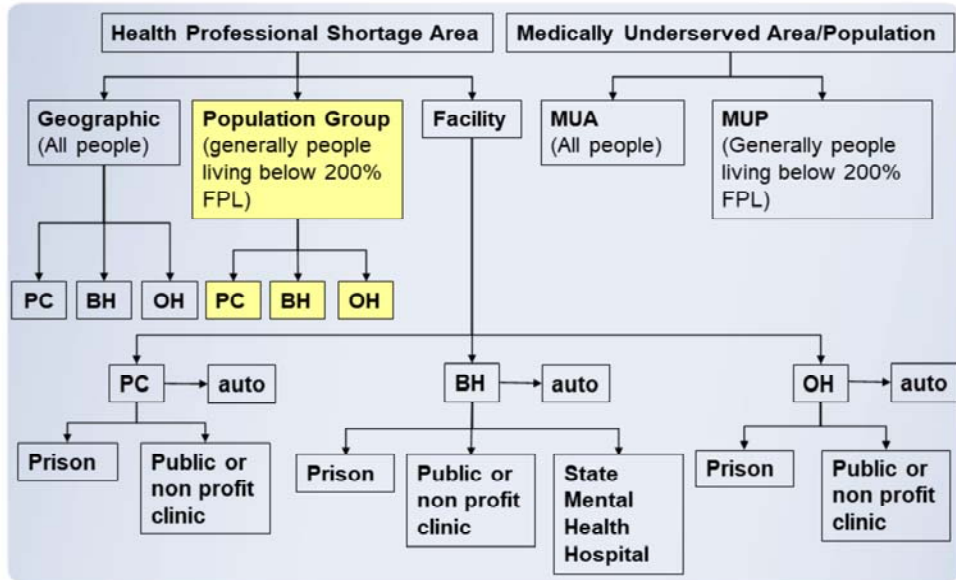 Health Professional Shortage Area
Medically Underserved Area/Population
Geographic
(All people)
Population Group
(generally people
living below 200%
FPL)
Facility
MUA
(All people)
MUP
(Generally people
living below 200%
FPL)
PC
BH
OH
PC
BH
OH
PC
auto
BH
auto
OH
auto
Prison
Public or
non profit
clinic
Prison
Public or
non profit
clinic
State
Mental
Health
Hospital
Prison
Public or
non profit
clinic